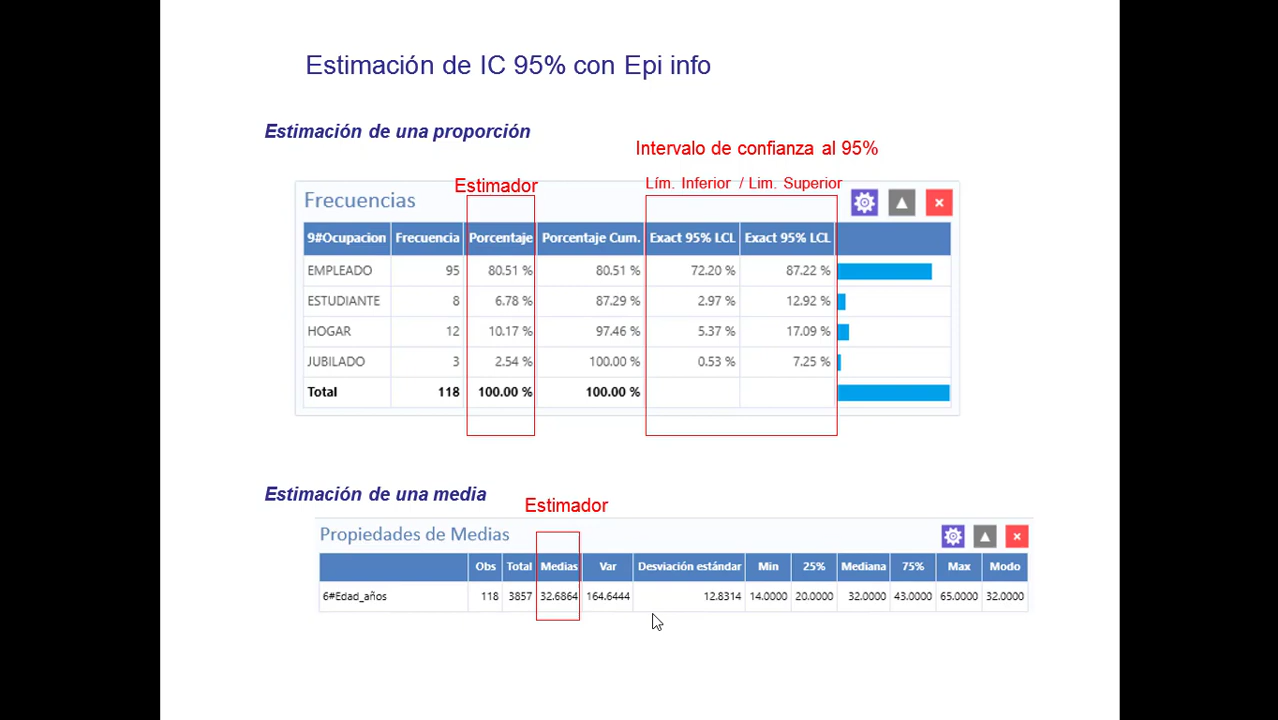 Estimación de IC 95% con Epi info
Estimación de una proporción
Intervalo de confianza al 95%
Estimador
Lím. Inferior / Lim. Superior
Frecuencias
9#Ocupacion Frecuencia Porcentaje Porcentaje Cum. Exact 95% LCL Exact 95% LCL
EMPLEADO 95 80.51 % 80.51 % 72.20 % 87.22 %
ESTUDIANTE 8 6.78 % 87.29 % 2.97 % 12.92 %
HOGAR 12 10.17 % 97.46 % 5.37 % 17.09 %
JUBILADO 3 2.54 % 100.00 % 0.53 % 7.25 %
Total 118 100.00 % 100.00 %
Estimación de una media
Estimador
Propiedades de Medias
Obs Total Medias Var Desviación estándar Min 25% Mediana 75% Max Modo
6#Edad_años 118 3857 32.6864 164.6444 12.8314 14.0000 20.0000 32.0000 43.0000 65.0000 32.0000